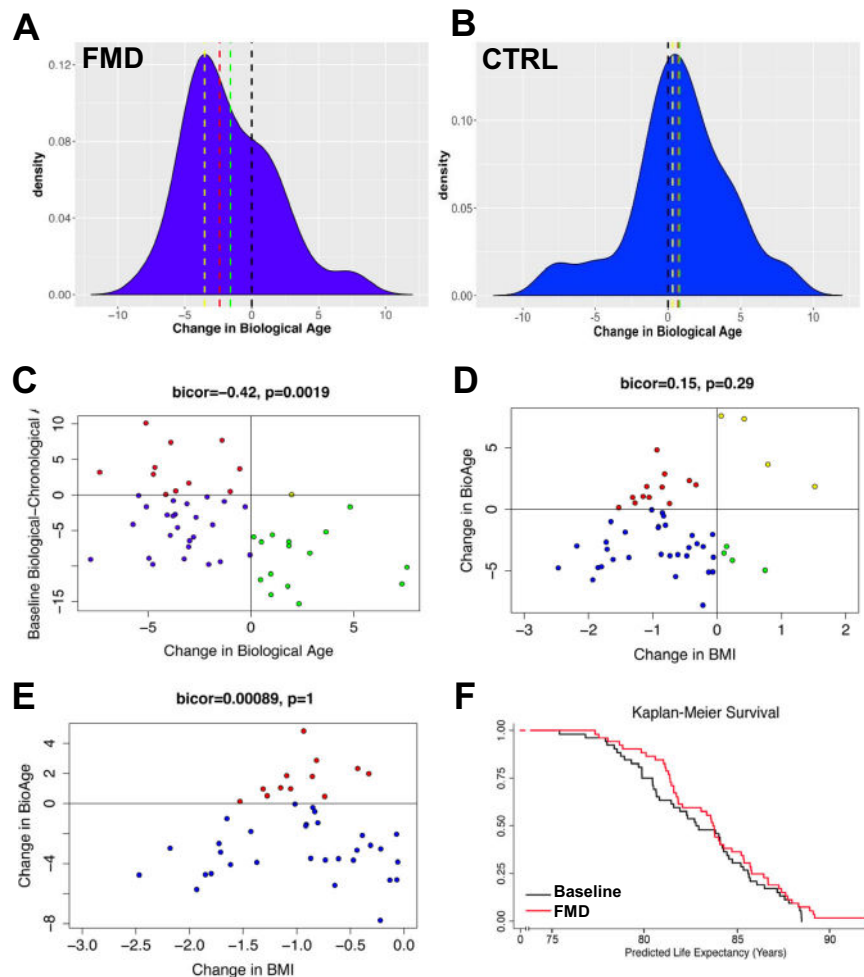 A
FMD
density
0.12
0.08
0.04
0.00
-10
-5
0
5
10
Change in Biological Age
B
CTRL
density
0.10
0.05
0.00
-10
-5
0
5
10
Change in Biological Age
C
bicor=−0.42, p=0.0019
Baseline Biological−Chronological A
10
5
0
−5
−15
−5
0
5
Change in Biological Age
D
bicor=0.15, p=0.29
Change in BioAge
5
0
−5
−3
−2
−1
0
1
2
Change in BMI
E
bicor=0.00089, p=1
Change in BioAge
4
2
0
−4
−8
−3.0
−2.5
−2.0
−1.5
−1.0
−0.5
0.0
Change in BMI
F
Kaplan-Meier Survival
1.00
0.75
0.50
0.25
0.00
Baseline
FMD
0
75
80
85
90
Predicted Life Expectancy (Years)